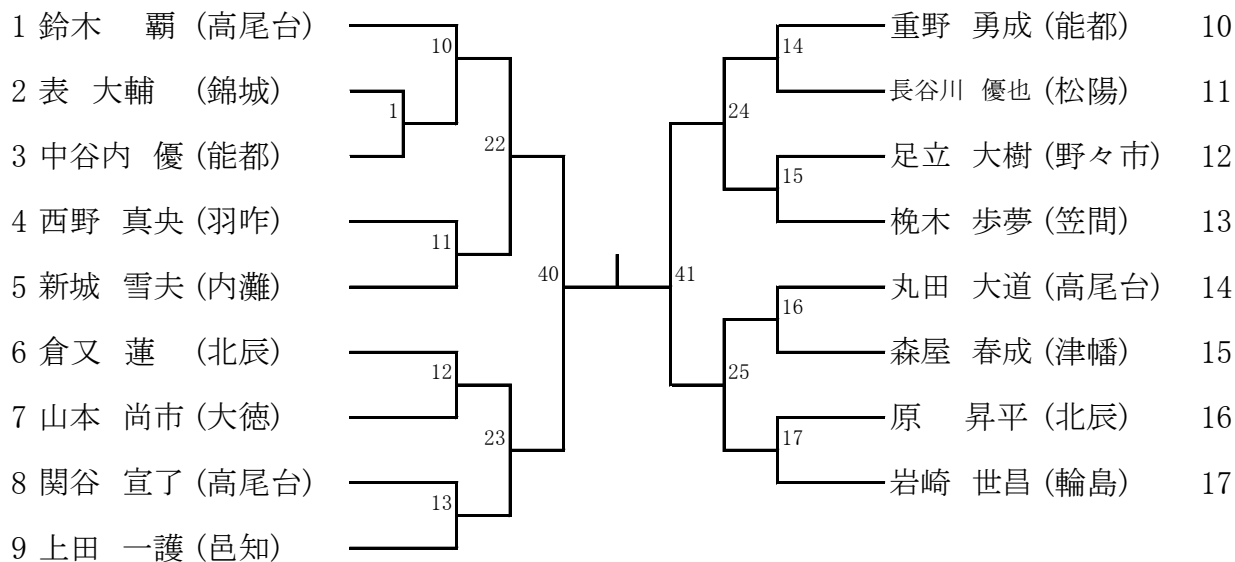 1 鈴木 覇 (高尾台)
2 表 大輔 (錦城)
3 中谷内 優 (能都)
4 西野 真央 (羽咋)
5 新城 雪夫 (内灘)
6 倉又 蓮 (北辰)
7 山本 尚市 (大徳)
8 関谷 宣了 (高尾台)
9 上田 一護 (邑知)
10
1
22
11
40
12
23
13
14
24
15
41
16
25
17
重野 勇成 (能都) 10
長谷川 優也 (松陽) 11
足立 大樹 (野々市) 12
桃木 歩夢 (笠間) 13
丸田 大道 (高尾台) 14
森屋 春成 (津幡) 15
原 昇平 (北辰) 16
岩崎 世昌 (輪島) 17